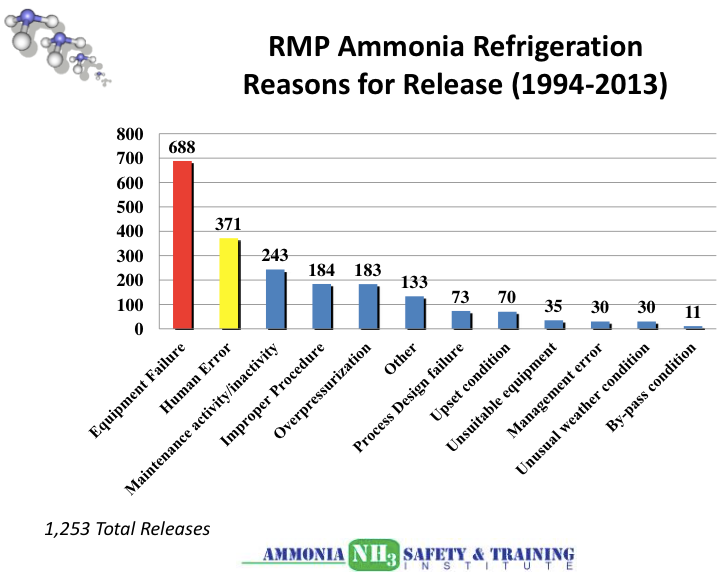 RMP Ammonia Refrigeration
Reasons for Release (1994-2013)
800
700
600
500
400
300
200
100
0
688
371
243
184
183
133
73
70
35
30
30
11
Equipment Failure
Human Error
Maintenance activity/inactivity
Improper Procedure
Overpressurization
Other
Process Design failure
Upset condition
Unsuitable equipment
Management error
Unusual weather condition
By-pass condition
1,253 Total Releases
AMMONIA NH3 SAFETY & TRAINING
INSTITUTE